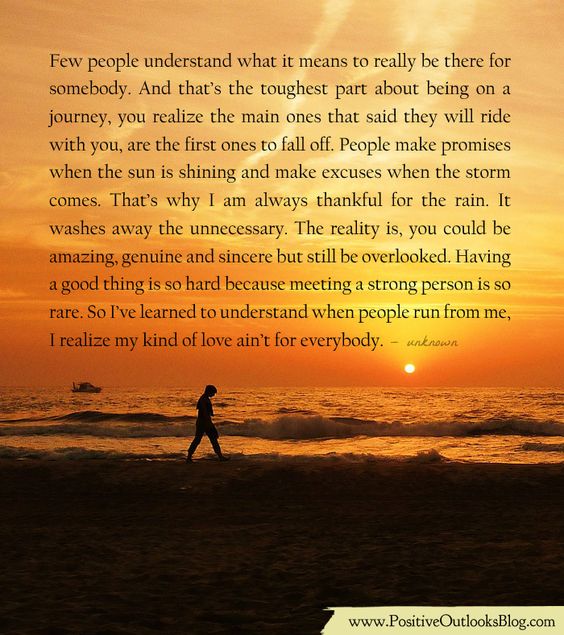 Few people understand what it means to really be there for
somebody. And that's the toughest part about being on a
journey, you realize the main ones that said they will ride
with you, are the first ones to fall off. People make promises
when the sun is shining and make excuses when the storm
comes. That's why I am always thankful for the rain. It
washes away the unnecessary. The reality is, you could be
amazing, genuine and sincere but still be overlooked. Having
a good thing is so hard because meeting a strong person is so
rare. So I've learned to understand when people run from me,
I realize my kind of love ain't for everybody. – unknown
www.PositiveOutlooksBlog.com